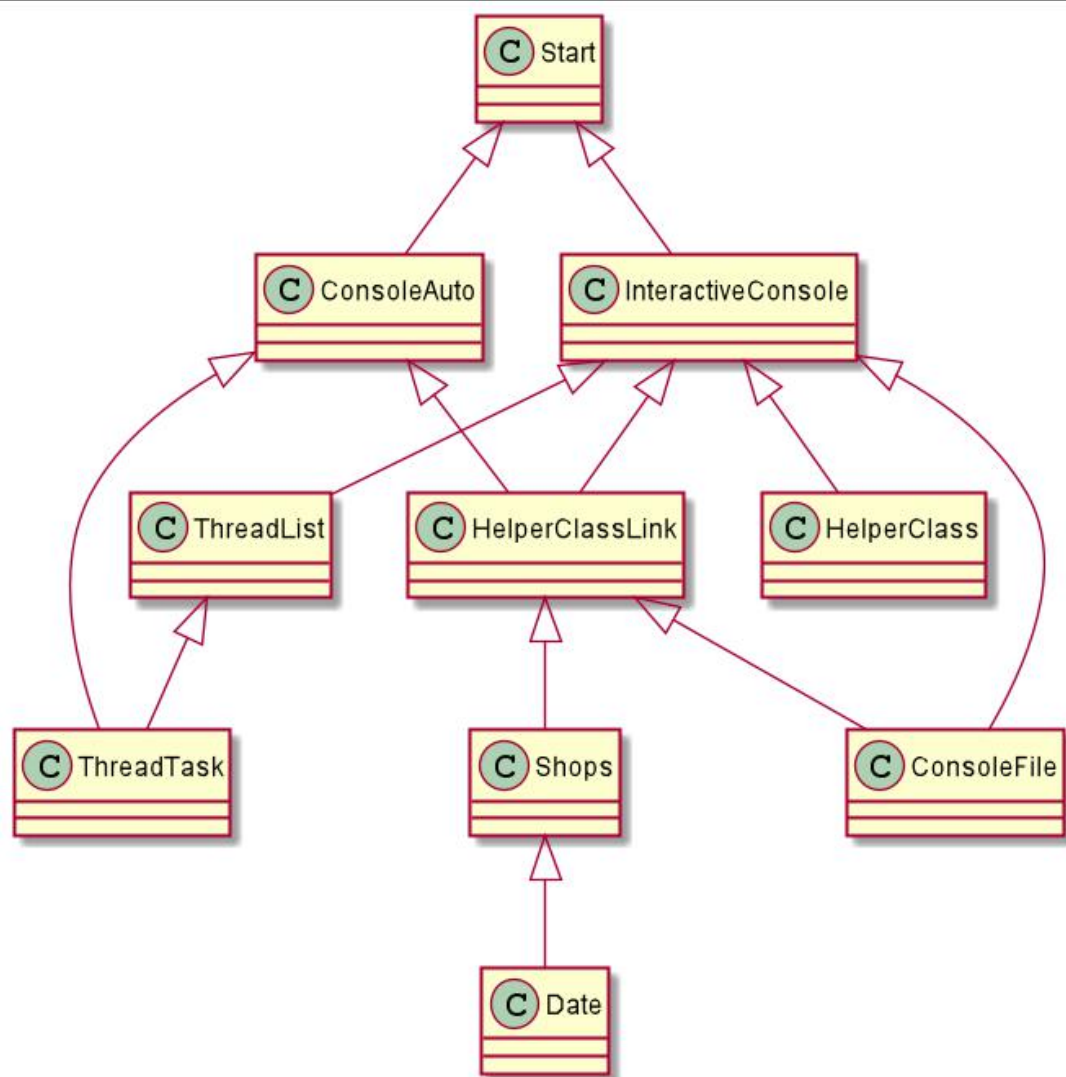 C Start
C ConsoleAuto
C InteractiveConsole
C ThreadList
C HelperClassLink
C HelperClass
C ThreadTask
C Shops
C ConsoleFile
C Date